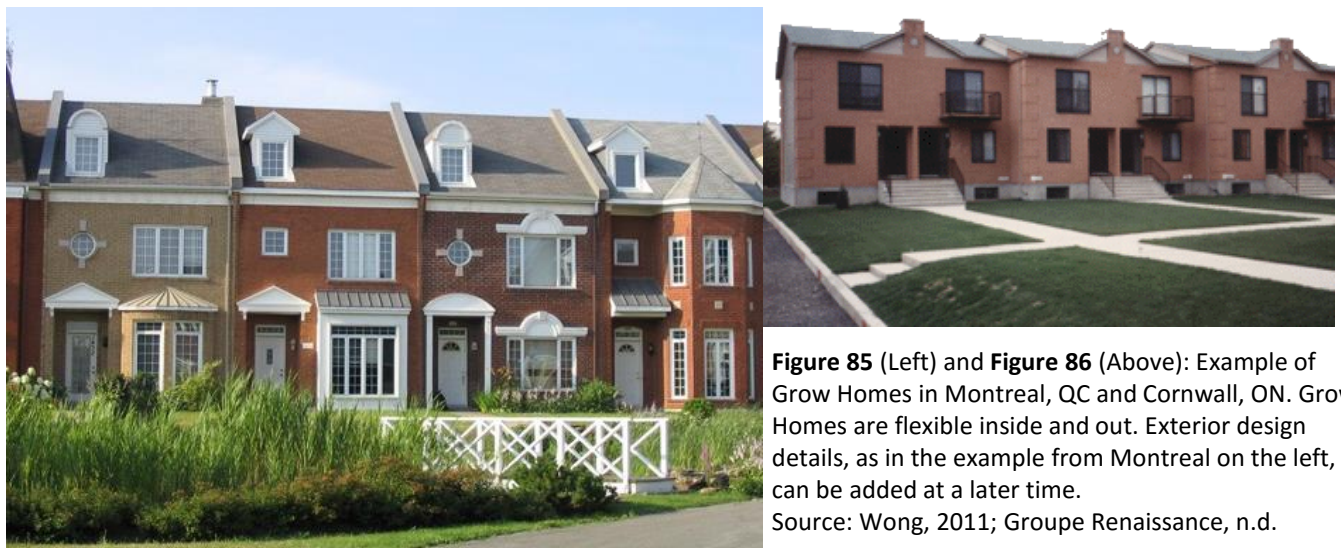 Figure 85 (Left) and Figure 86 (Above): Example of
Grow Homes in Montreal, QC and Cornwall, ON. Grov
Homes are flexible inside and out. Exterior design
details, as in the example from Montreal on the left,
can be added at a later time.
Source: Wong, 2011; Groupe Renaissance, n.d.